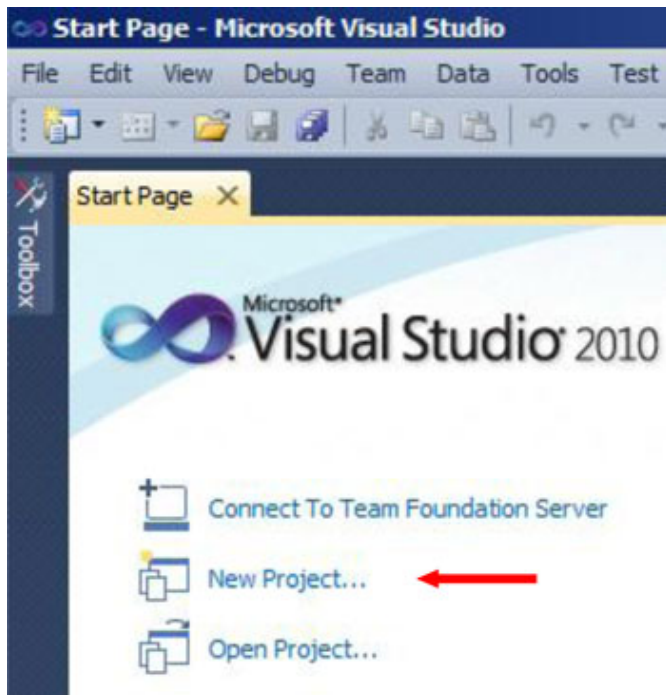 Start Page - Microsoft Visual Studio
File Edit View Debug Team Data Tools Test
Start Page
Toolbox
Microsoft
Visual Studio 2010
Connect To Team Foundation Server
New Project...
Open Project...